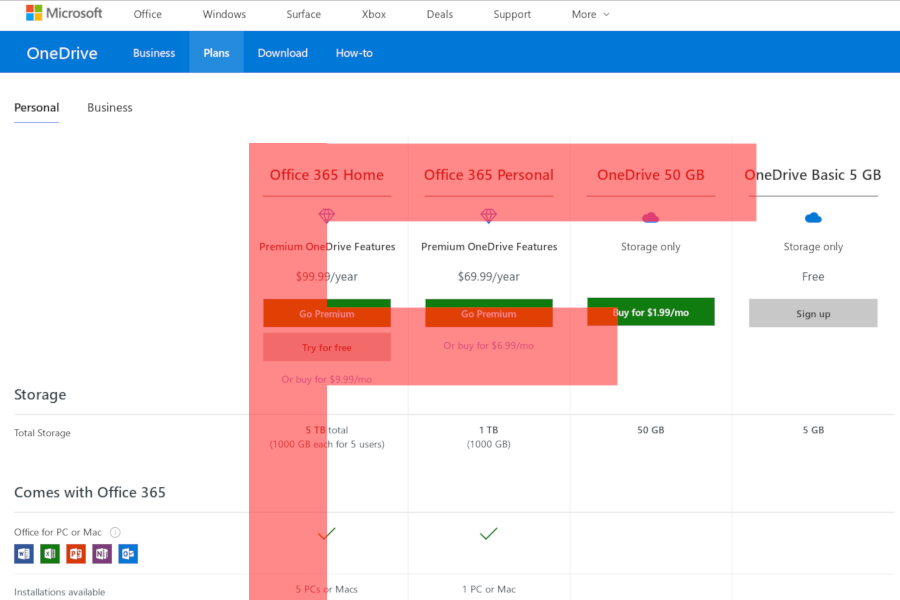 Microsoft Office Windows Surface Xbox Deals Support More
OneDrive Business Plans Download How-to
Personal Business
Office 365 Home Office 365 Personal OneDrive 50 GB OneDrive Basic 5 GB
Premium OneDrive Features Premium OneDrive Features Storage only Storage only
$99.99/year $69.99/year Free
Go Premium Go Premium Buy for $1.99/mo Sign up
Try for free Or buy for $6.99/mo
Or buy for $9.99/mo
Storage
Total Storage 5 TB total 1 TB 50 GB 5 GB
(1000 GB each for 5 users) (1000 GB)
Comes with Office 365
Office for PC or Mac
Installations available 5 PCs or Macs 1 PC or Mac